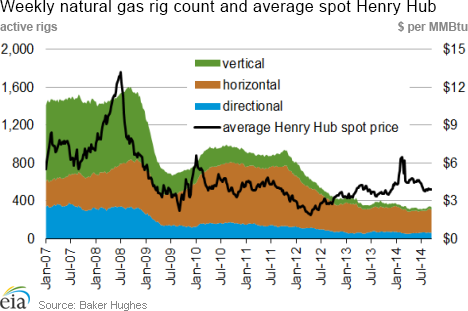 Weekly natural gas rig count and average spot Henry Hub
active rigs
$ per MMBtu
2,000
1,600
1,200
800
400
0
$15
$12
$9
$6
$3
$0
vertical
horizontal
directional
average Henry Hub spot price
Jan-07
Jul-07
Jan-08
Jul-08
Jan-09
Jul-09
Jan-10
Jul-10
Jan-11
Jul-11
Jan-12
Jul-12
Jan-13
Jul-13
Jan-14
Jul-14
eia
Source: Baker Hughes